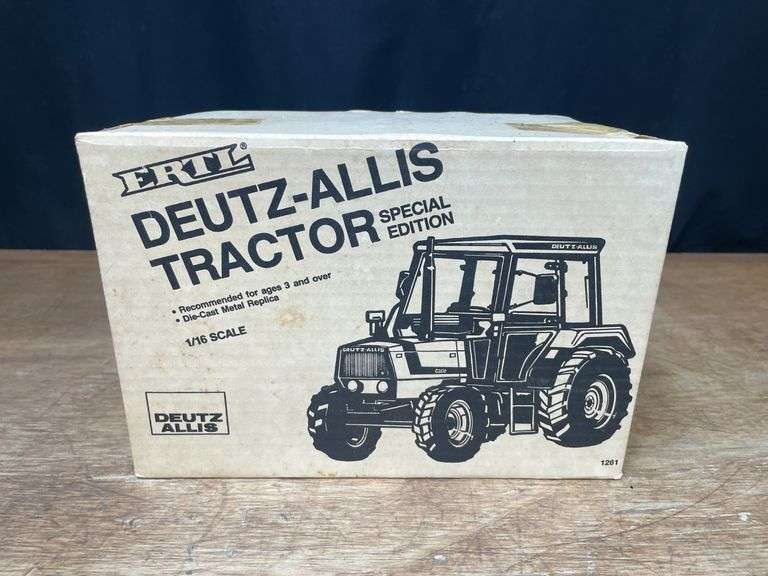 ERTL®
DEUTZ-ALLIS
TRACTOR SPECIAL
EDITION
• Recommended for ages 3 and over
• Die-Cast Metal Replica
1/16 SCALE
DEUTZ-ALLIS
DEUTZ-ALLIS
DEUTZ
ALLIS
1261